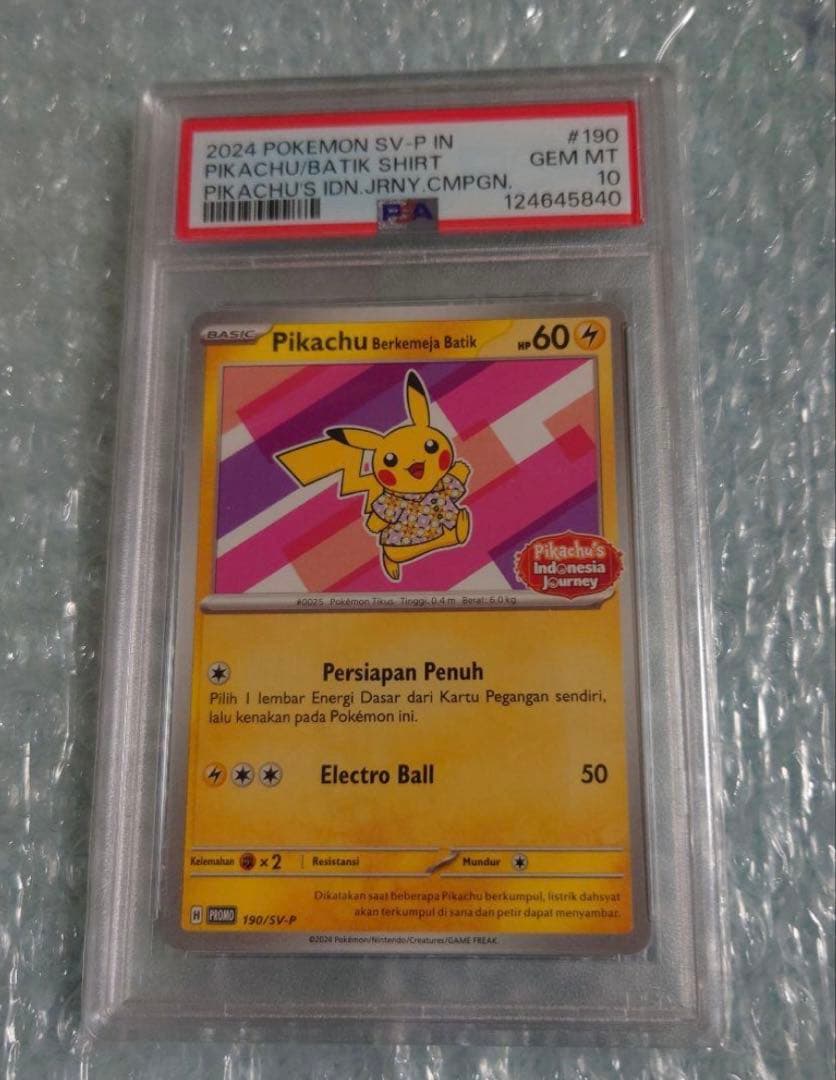 2024 POKEMON SV-P IN #190
PIKACHU/BATIK SHIRT GEM MT
PIKACHU'S IDN.JRNY.CMPGN. 10
PSA 124645840
BASIC Pikachu Berkemeja Batik HP 60
Pikachu's
Indonesia
Journey
#0025 Pokémon Tikus Tinggi: 0.4 m Berat: 6.0 kg
Persiapan Penuh
Pilih 1 lembar Energi Dasar dari Kartu Pegangan sendiri,
lalu kenakan pada Pokémon ini.
Electro Ball 50
Kelemahan x2 Resistansi Mundur
Dikatakan saat beberapa Pikachu berkumpul, listrik dahsyat
akan terkumpul di sana dan petir dapat menyambar.
H PROMO 190/SV-P
©2024 Pokémon/Nintendo/Creatures/GAME FREAK